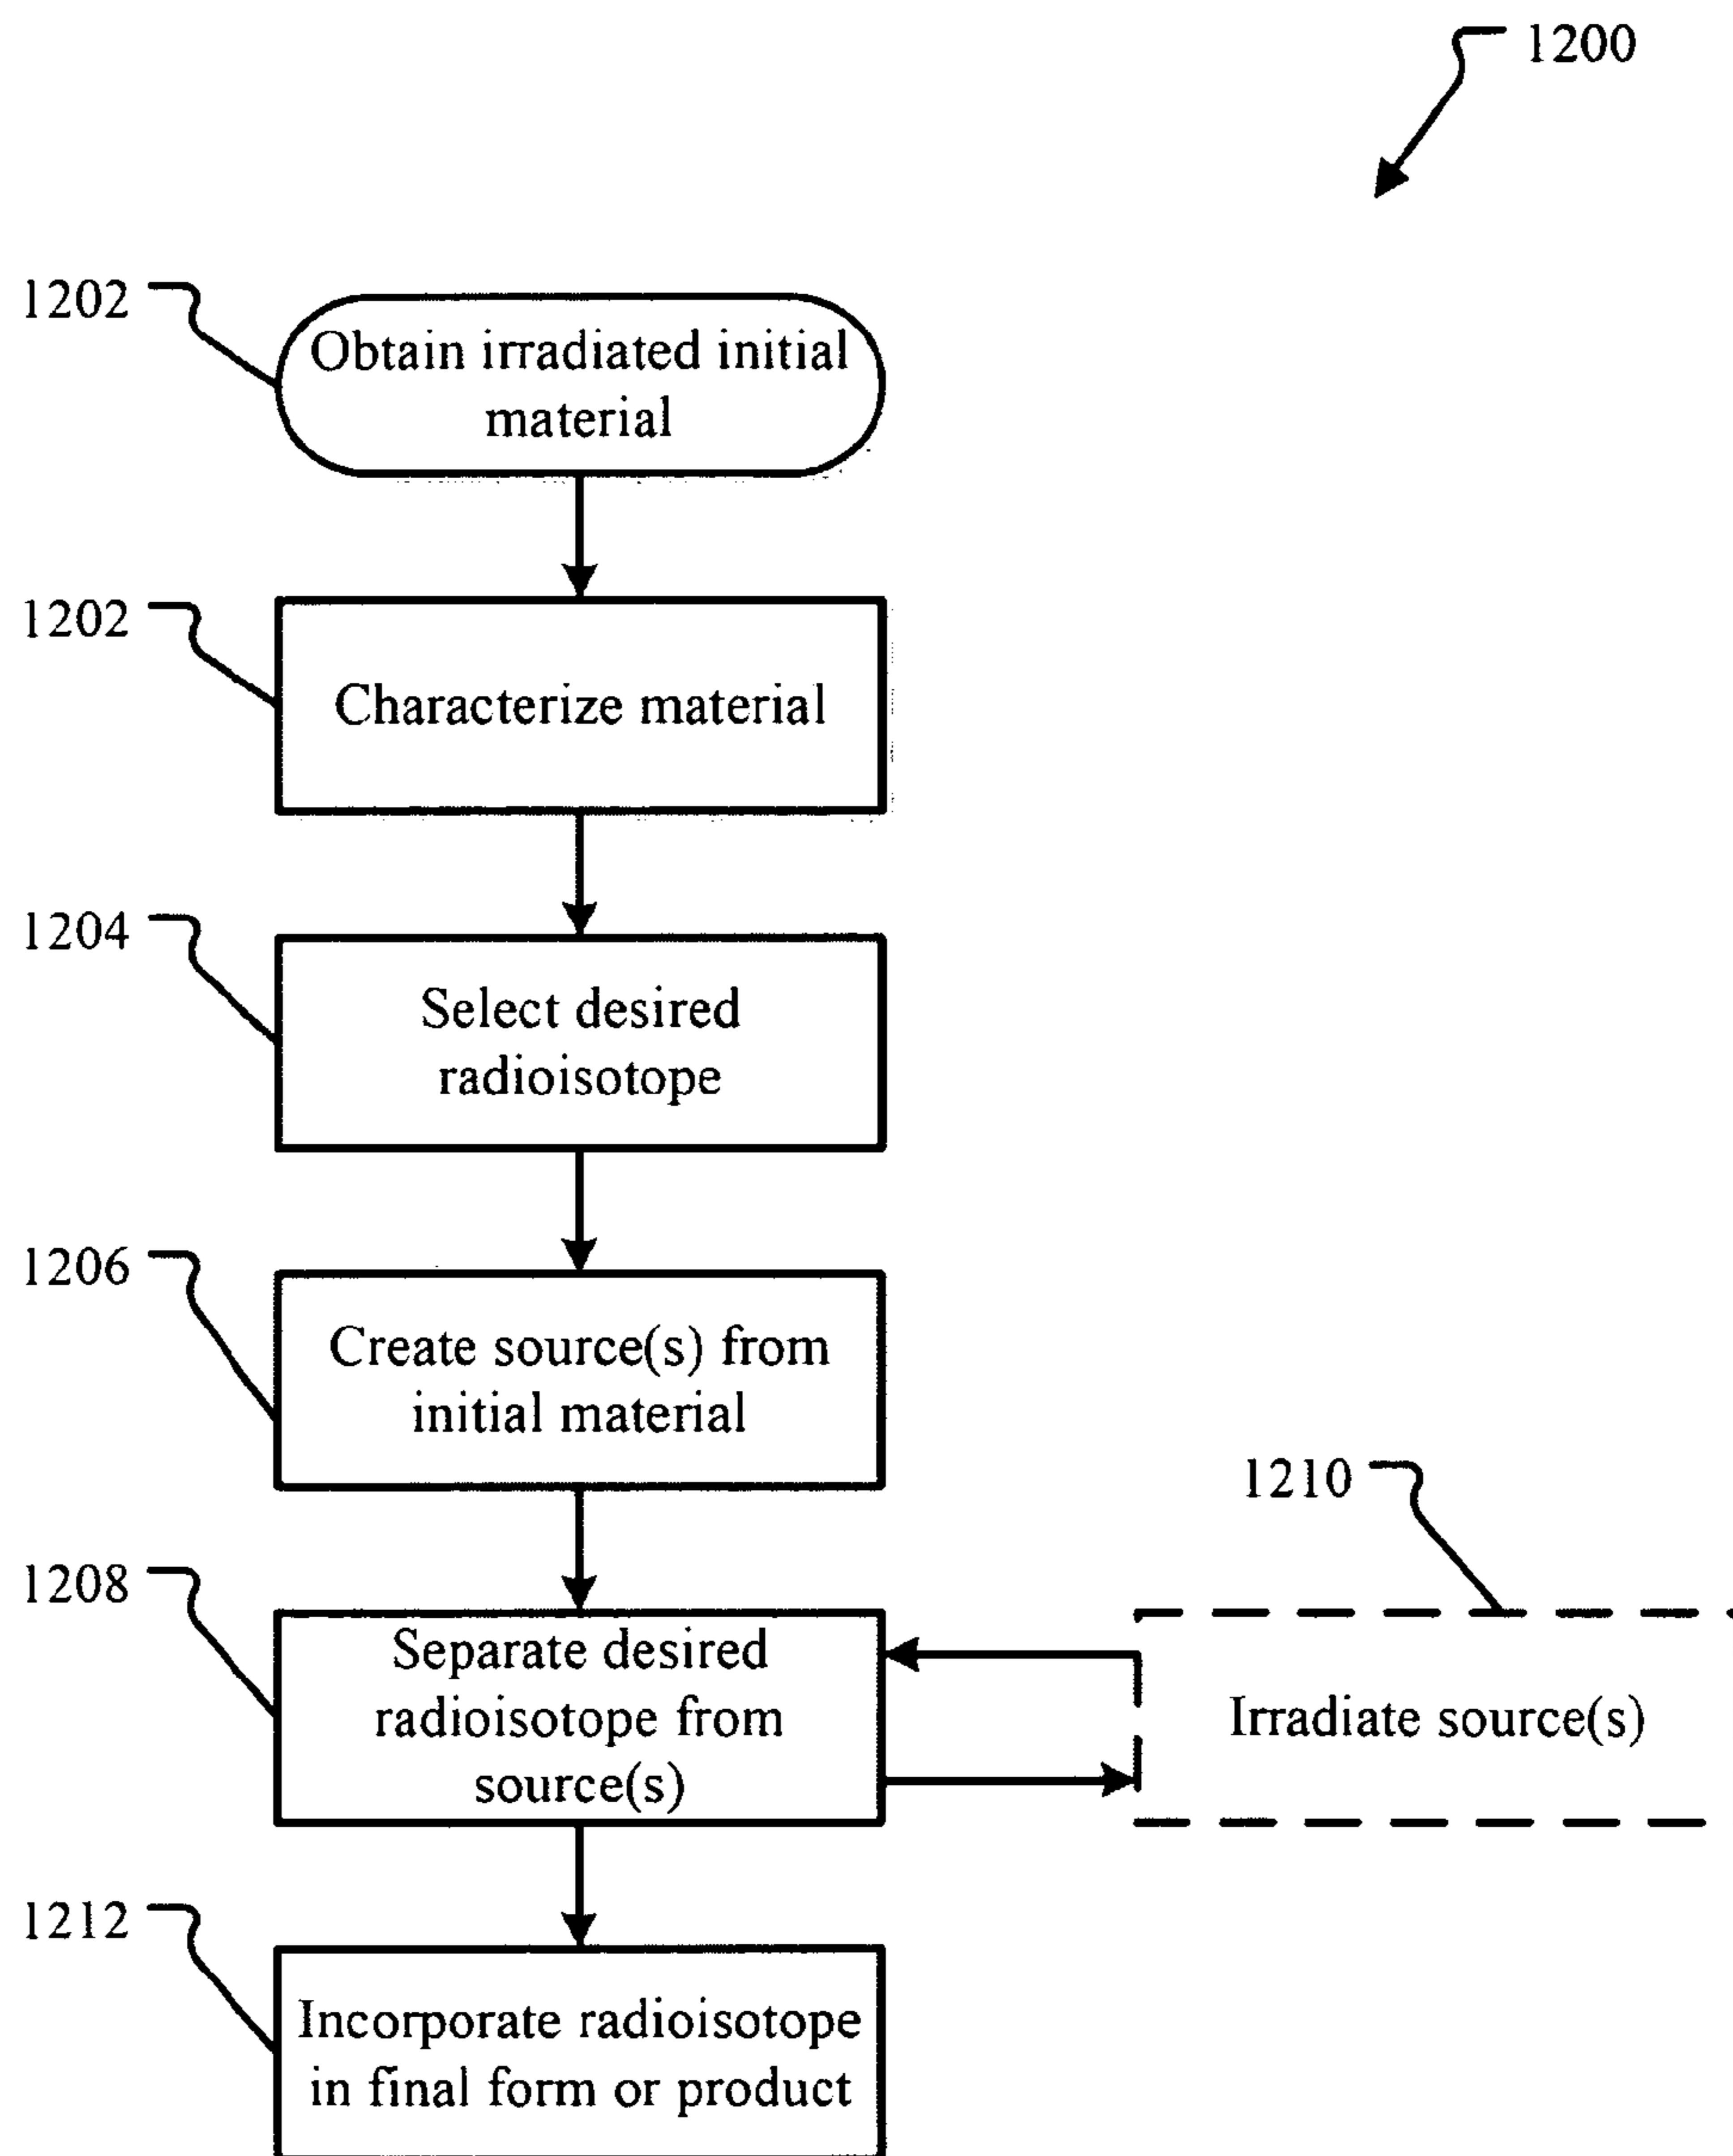 1200
1202
Obtain irradiated initial
material
1202
Characterize material
1204
Select desired
radioisotope
1206
Create source(s) from
initial material
1210
1208
Separate desired
radioisotope from
source(s)
Irradiate source(s)
1212
Incorporate radioisotope
in final form or product